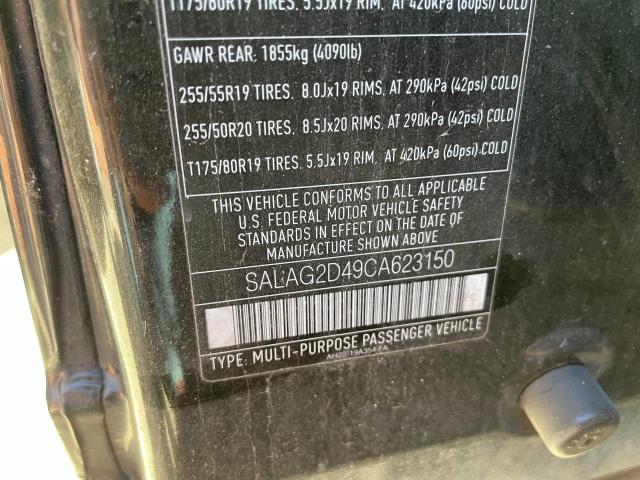 T175/80R19 TIRES. 5.5Jx19 RIM, AT 420kPa (60psi) COLD
GAWR REAR: 1855kg (4090lb)
255/55R19 TIRES. 8.0Jx19 RIMS. AT 290kPa (42psi) COLD
255/50R20 TIRES. 8.5Jx20 RIMS. AT 290kPa (42psi) COLD
T175/80R19 TIRES. 5.5Jx19 RIM, AT 420kPa (60psi) COLD
THIS VEHICLE CONFORMS TO ALL APPLICABLE
U.S. FEDERAL MOTOR VEHICLE SAFETY
STANDARDS IN EFFECT ON THE DATE OF
MANUFACTURE SHOWN ABOVE
SALAG2D49CA623150
TYPE: MULTI-PURPOSE PASSENGER VEHICLE
AH22-19A354-FA